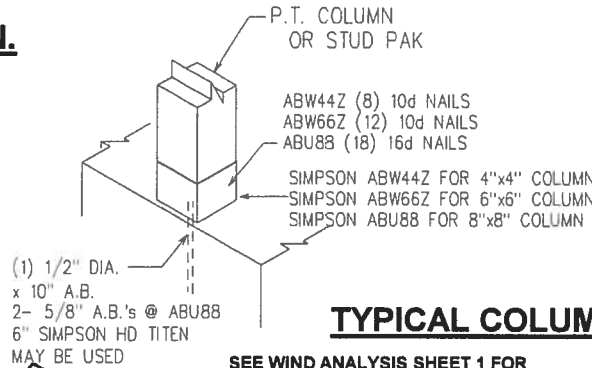 N.
P.T. COLUMN
OR STUD PAK
ABW44Z (8) 10d NAILS
ABW66Z (12) 10d NAILS
ABU88 (18) 16d NAILS
SIMPSON ABW44Z FOR 4"x4" COLUMN
SIMPSON ABW66Z FOR 6"x6" COLUMN
SIMPSON ABU88 FOR 8"x8" COLUMN
(1) 1/2" DIA.
x 10" A.B.
2- 5/8" A.B.'s @ ABU88
6" SIMPSON HD TITEN
MAY BE USED
TYPICAL COLUM
SEE WIND ANALYSIS SHEET 1 FOR